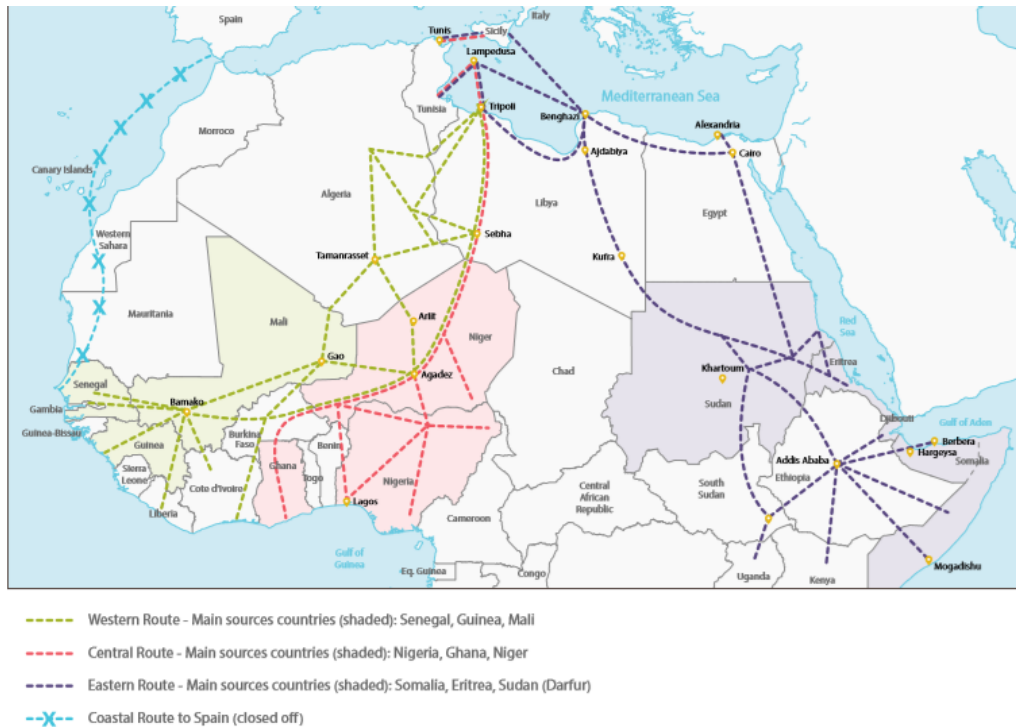 Spain
Italy
Tunis
Sicily
Lampedusa
Mediterranean Sea
Tunisia
Tripoli
Benghazi
Alexandria
Morroco
Ajdabiya
Cairo
Canary Islands
Algeria
Libya
Egypt
Western
Sahara
Sebha
Tamanrasset
Kufra
Mauritania
Mali
Arlit
Niger
Red
Sea
Gao
Chad
Eritrea
Senegal
Agadez
Khartoum
Sudan
Gambia
Bamako
Djibouti
Gulf of Aden
Guinea-Bissau
Guinea
Burkina
Faso
Benin
Berbera
Hargeysa
Somalia
Sierra
Leone
Ghana
Togo
Nigeria
Addis Ababa
Ethiopia
Cote d'Ivoire
Lagos
Central
African
Republic
South
Sudan
Liberia
Cameroon
Gulf of
Guinea
Eq. Guinea
Congo
Uganda
Kenya
Mogadishu
Western Route - Main sources countries (shaded): Senegal, Guinea, Mali
Central Route - Main sources countries (shaded): Nigeria, Ghana, Niger
Eastern Route - Main sources countries (shaded): Somalia, Eritrea, Sudan (Darfur)
Coastal Route to Spain (closed off)